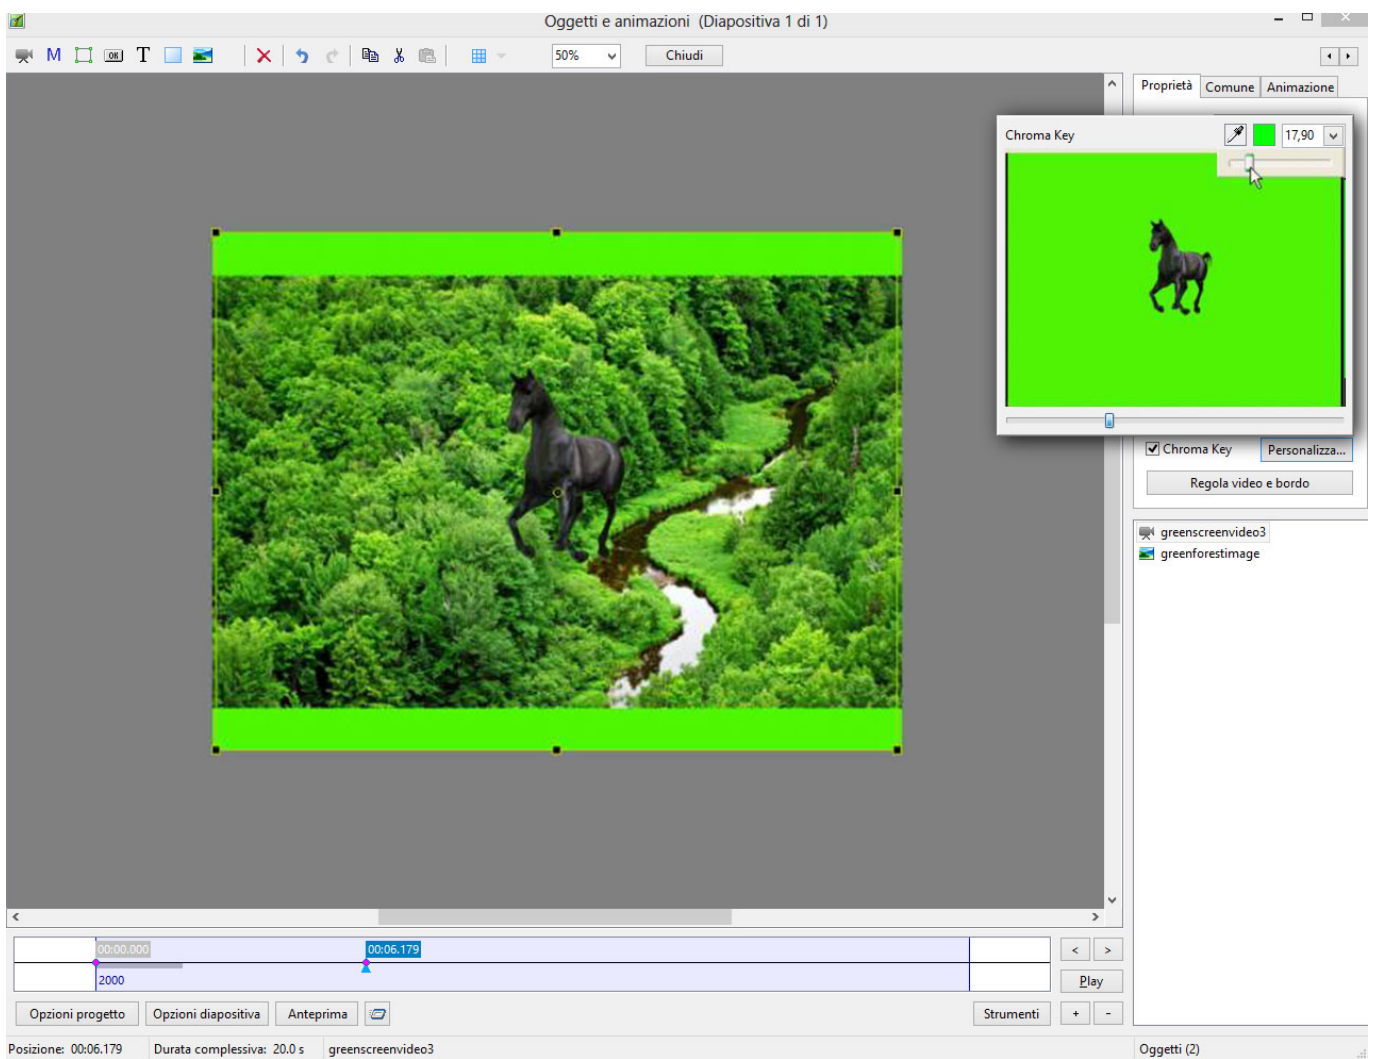 Oggetti e animazioni (Diapositiva 1 di 1)
M OK T 50% Chiudi
Proprietà Comune Animazione
Chroma Key 17,90
Chroma Key Personalizza...
Regola video e bordo
greenscreenvideo3
greenforestimage
00:00.000 00:06.179
2000
< >
Play
Opzioni progetto Opzioni diapositiva Anteprima Strumenti + -
Posizione: 00:06.179 Durata complessiva: 20.0 s greenscreenvideo3 Oggetti (2)